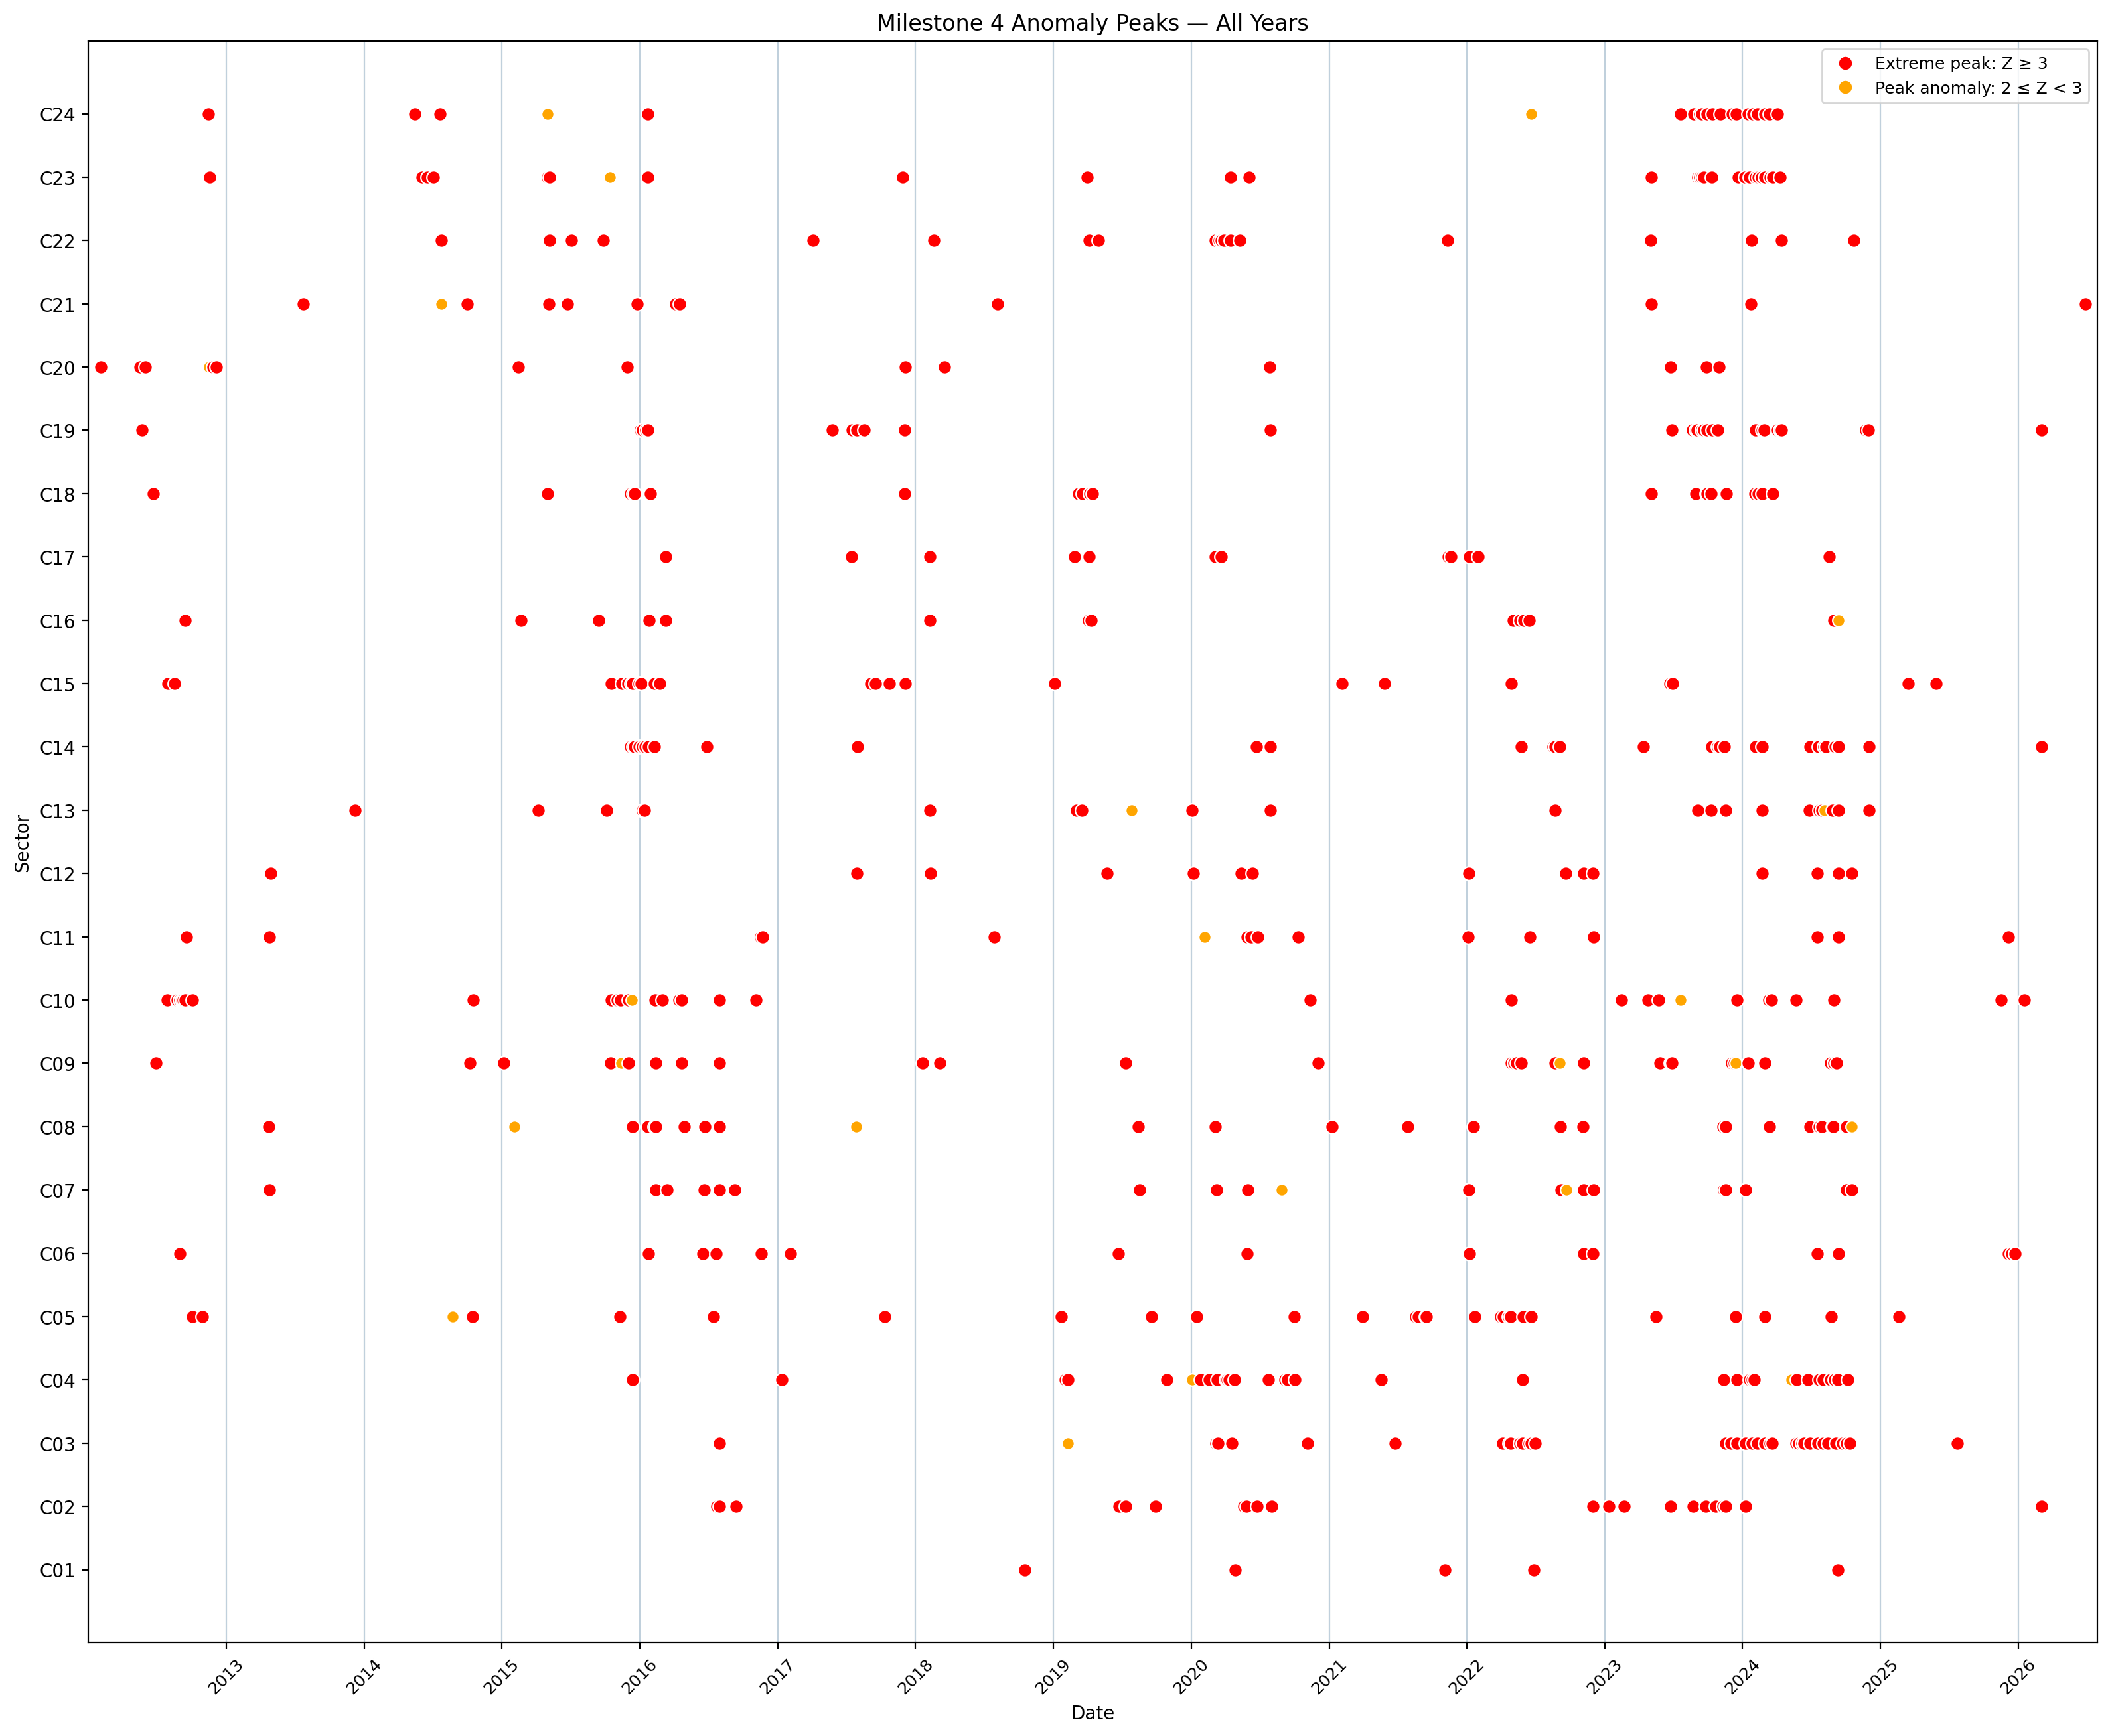 Milestone 4 Anomaly Peaks — All Years
Extreme peak: Z ≥ 3
Peak anomaly: 2 ≤ Z < 3
C24
C23
C22
C21
C20
C19
C18
C17
C16
C15
C14
C13
C12
C11
C10
C09
C08
C07
C06
C05
C04
C03
C02
C01
Sector
2013
2014
2015
2016
2017
2018
2019
2020
2021
2022
2023
2024
2025
2026
Date